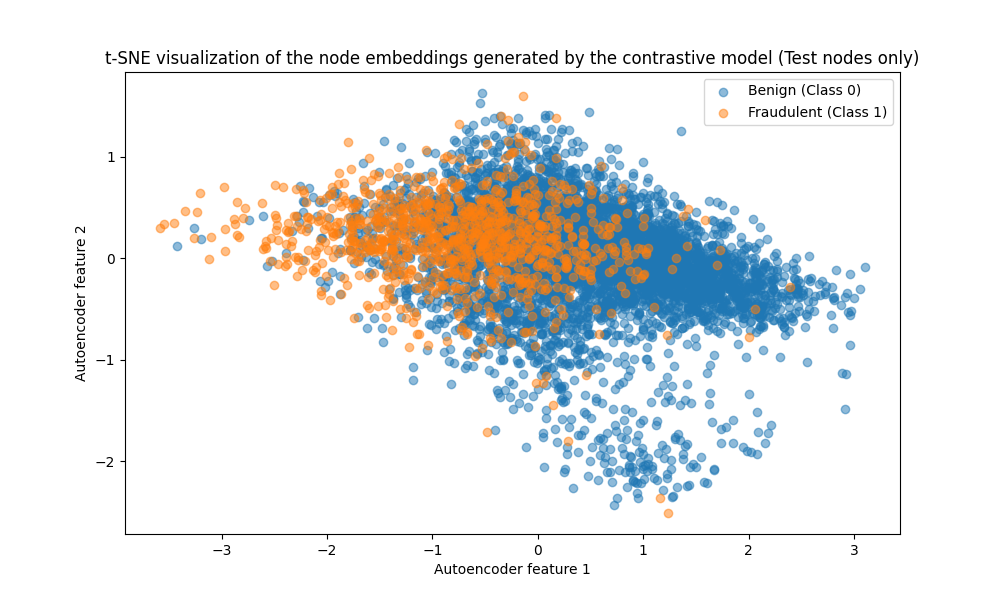 t-SNE visualization of the node embeddings generated by the contrastive model (Test nodes only)
Benign (Class 0)
Fraudulent (Class 1)
1
0
−1
−2
Autoencoder feature 2
−3
−2
−1
0
1
2
3
Autoencoder feature 1